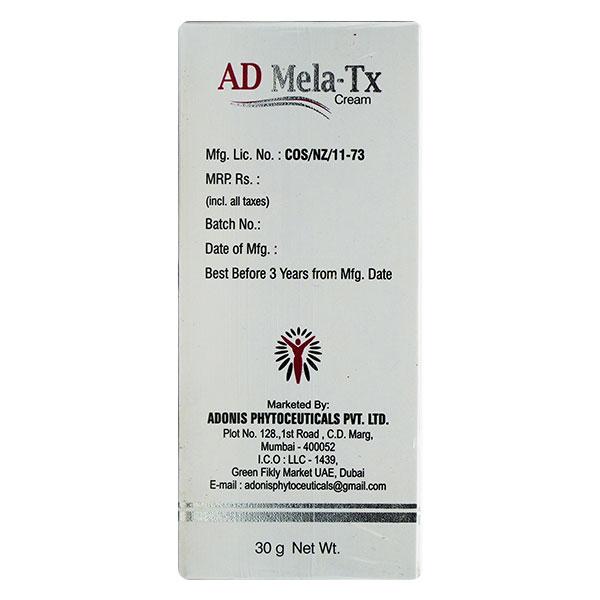 AD Mela-Tx
Cream
Mfg. Lic. No. : COS/NZ/11-73
MRP. Rs. :
(incl. all taxes)
Batch No.:
Date of Mfg. :
Best Before 3 Years from Mfg. Date
Marketed By:
ADONIS PHYTOCEUTICALS PVT. LTD.
Plot No. 128.,1st Road , C.D. Marg,
Mumbai - 400052
I.C.O : LLC - 1439,
Green Fikly Market UAE, Dubai
E-mail : adonisphytoceuticals@gmail.com
30 g Net Wt.